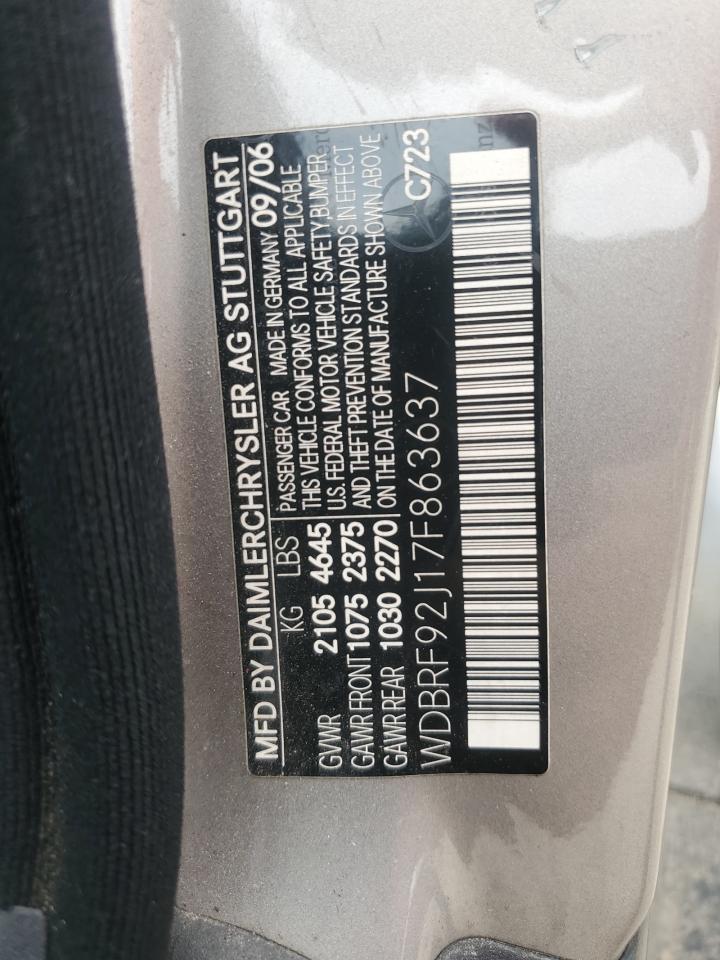 MFD BY DAIMLERCHRYSLER AG STUTTGART
KG LBS
PASSENGER CAR MADE IN GERMANY 09/06
THIS VEHICLE CONFORMS TO ALL APPLICABLE
U.S. FEDERAL MOTOR VEHICLE SAFETY,BUMPER
AND THEFT PREVENTION STANDARDS IN EFFECT
ON THE DATE OF MANUFACTURE SHOWN ABOVE
GVWR 2105 4645
GAWR FRONT 1075 2375
GAWR REAR 1030 2270
C723
WDBRF92J17F863637